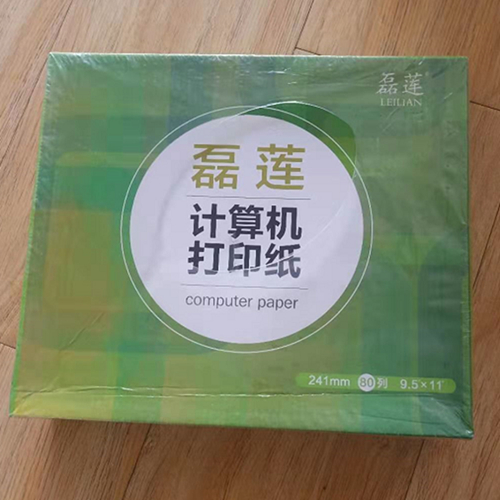 磊莲
LEILIAN
磊莲
计算机
打印纸
computer paper
241mm 80列 9.5×11"